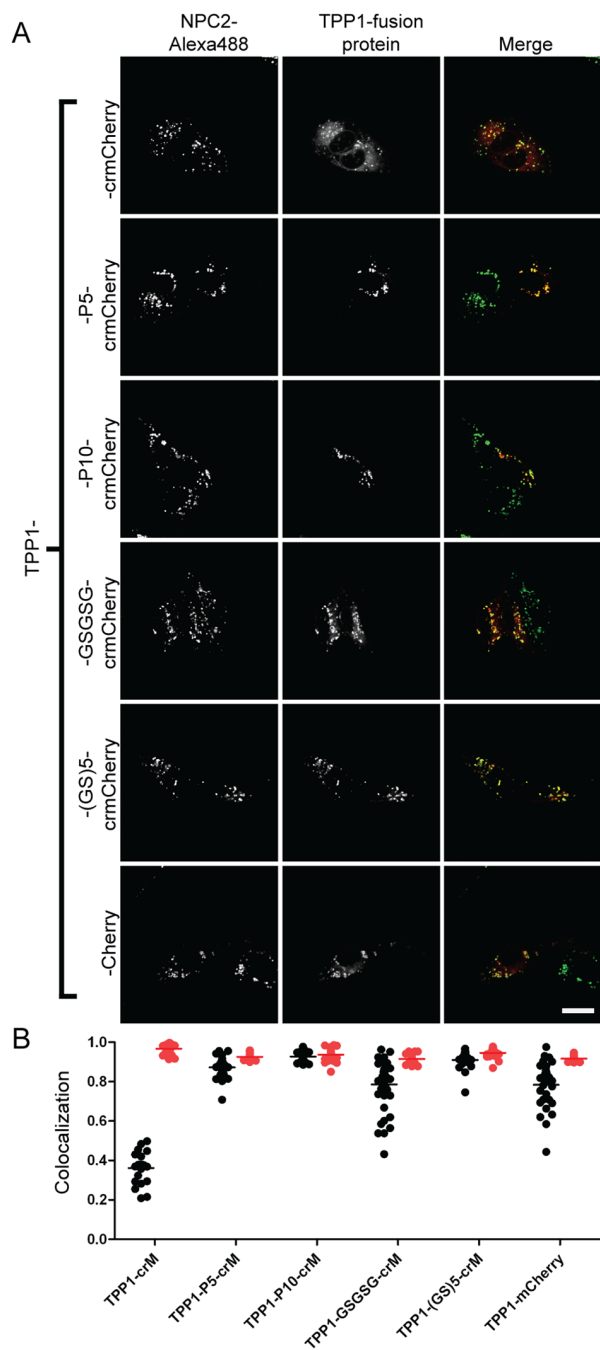 A
NPC2-
Alexa488
TPP1-fusion
protein
Merge
TPP1-
-crmCherry
-P5-
crmCherry
-P10-
crmCherry
-GSGSG-
crmCherry
-(GS)5-
crmCherry
-Cherry
B
Colocalization
1.0
0.8
0.6
0.4
0.2
0.0
TPP1-crM
TPP1-P5-crM
TPP1-P10-crM
TPP1-GSGSG-crM
TPP1-(GS)5-crM
TPP1-mCherry